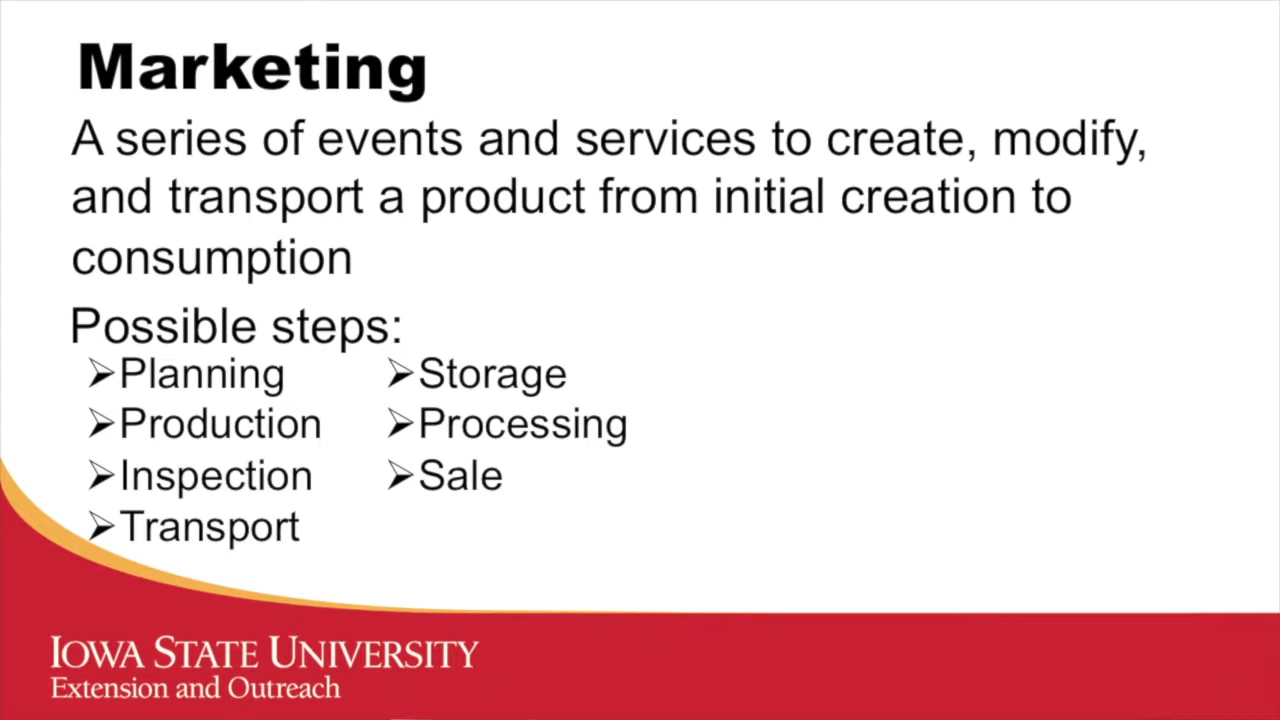 Marketing
A series of events and services to create, modify,
and transport a product from initial creation to
consumption
Possible steps:
➢Planning
➢Production
➢Inspection
➢Transport
➢Storage
➢Processing
➢Sale
IOWA STATE UNIVERSITY
Extension and Outreach